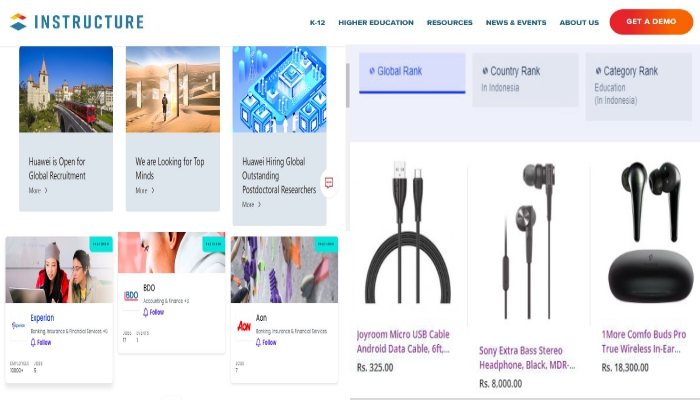 INSTRUCTURE
K-12 HIGHER EDUCATION RESOURCES NEWS & EVENTS ABOUT US GET A DEMO
Huawei is Open for
Global Recruitment
More >
We are Looking for Top
Minds
More >
Huawei Hiring Global
Outstanding
Postdoctoral Researchers
More >
Global Rank
Country Rank
In Indonesia
Category Rank
Education
(In Indonesia)
Experian
Banking, Insurance & Financial Services +2
Follow
EMPLOYEES JOBS
10000+
BDO
BDO
Accounting & Finance +3
Follow
JOBS EVENTS
17 1
Aon
Aon
Banking, Insurance & Financial Services
Follow
JOBS
7
Joyroom Micro USB Cable
Android Data Cable, 6ft,...
Rs. 325.00
Sony Extra Bass Stereo
Headphone, Black, MDR-...
Rs. 8,000.00
1More Comfo Buds Pro
True Wireless In-Ear...
Rs. 18,300.00